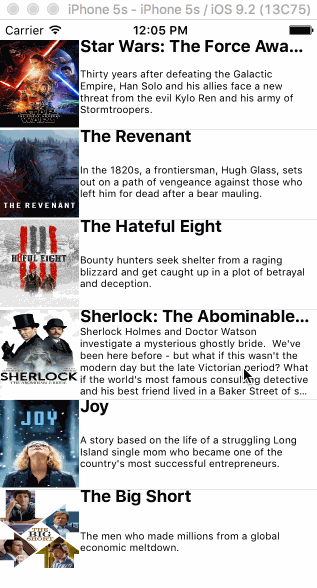 iPhone 5s - iPhone 5s / iOS 9.2 (13C75)
Carrier 12:05 PM
Star Wars: The Force Awa...
Thirty years after defeating the Galactic
Empire, Han Solo and his allies face a new
threat from the evil Kylo Ren and his army of
Stormtroopers.
The Revenant
In the 1820s, a frontiersman, Hugh Glass, sets
out on a path of vengeance against those who
left him for dead after a bear mauling.
THE REVENANT
The Hateful Eight
Bounty hunters seek shelter from a raging
blizzard and get caught up in a plot of betrayal
and deception.
Sherlock: The Abominable...
Sherlock Holmes and Doctor Watson
investigate a mysterious ghostly bride.  We've
been here before - but what if this wasn't the
modern day but the late Victorian period? What
if the world's most famous consulting detective
and his best friend lived in a Baker Street of s...
SHERLOCK
Joy
JOY
A story based on the life of a struggling Long
Island single mom who became one of the
country's most successful entrepreneurs.
The Big Short
THE
BIG
SHORT
The men who made millions from a global
economic meltdown.